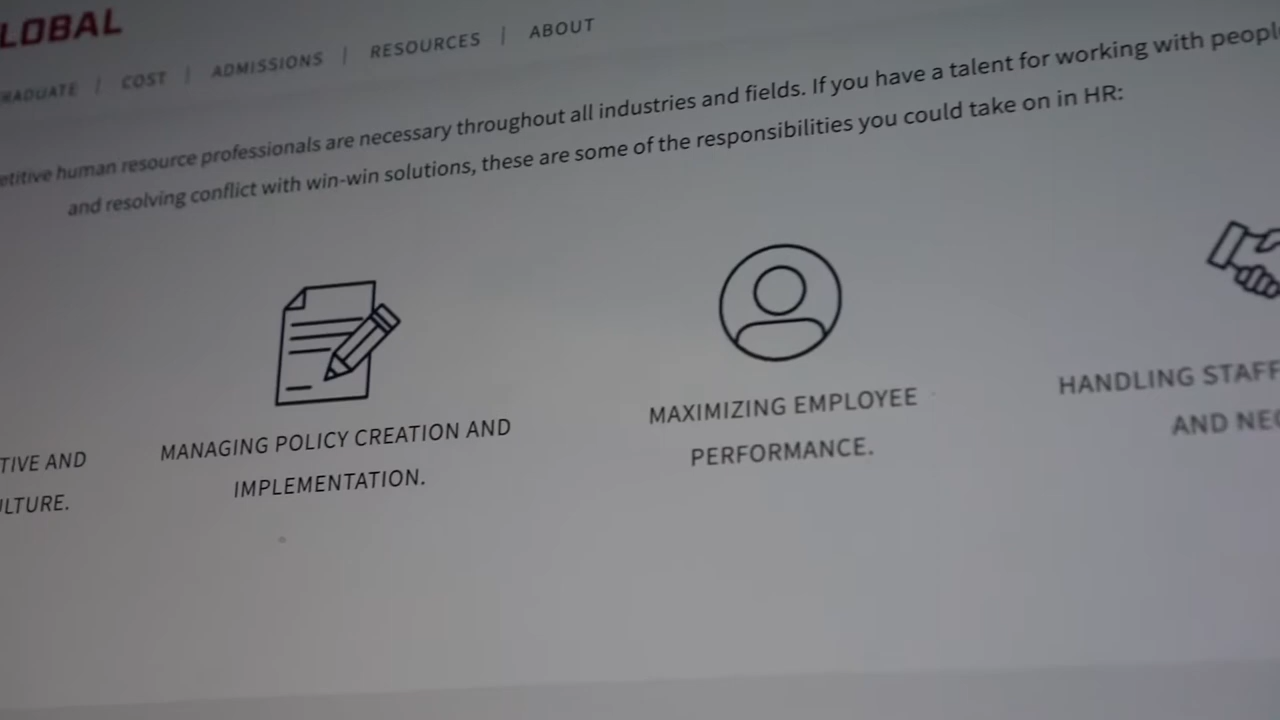 LOBAL
RADUATE | COST | ADMISSIONS | RESOURCES | ABOUT
etitive human resource professionals are necessary throughout all industries and fields. If you have a talent for working with peopl
and resolving conflict with win-win solutions, these are some of the responsibilities you could take on in HR:
TIVE AND
ULTURE.
MANAGING POLICY CREATION AND
IMPLEMENTATION.
MAXIMIZING EMPLOYEE
PERFORMANCE.
HANDLING STAFF
AND NEG